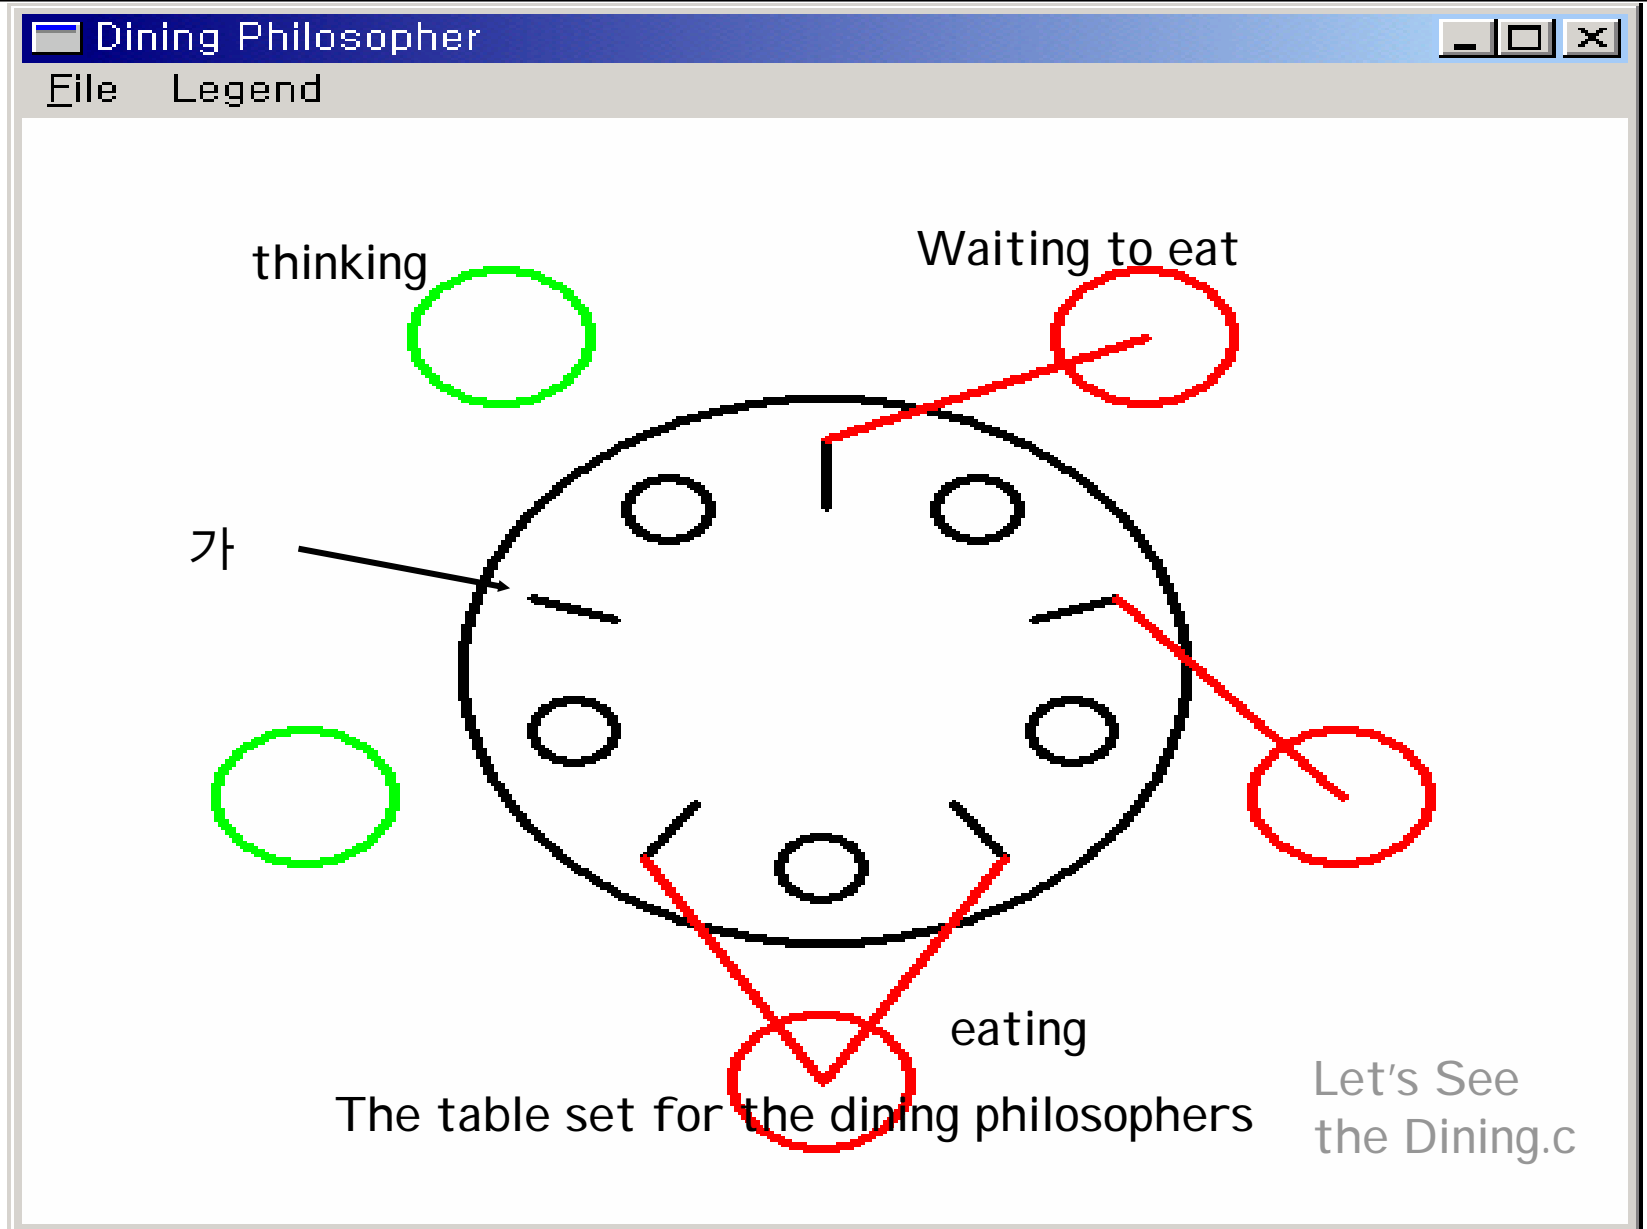 Dining Philosopher
File Legend
thinking
Waiting to eat
가
eating
The table set for the dining philosophers
Let's See
the Dining.c